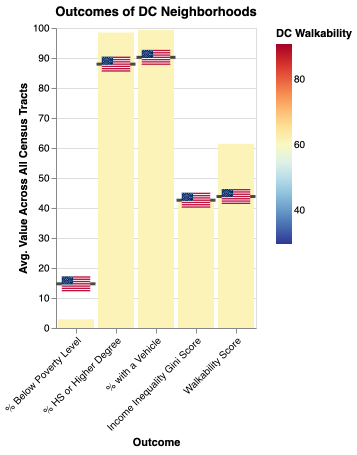 Outcomes of DC Neighborhoods
DC Walkability
100
90
80
70
60
50
40
30
20
10
0
Avg. Value Across All Census Tracts
80
60
40
% Below Poverty Level
% HS or Higher Degree
% with a Vehicle
Income Inequality Gini Score
Walkability Score
Outcome